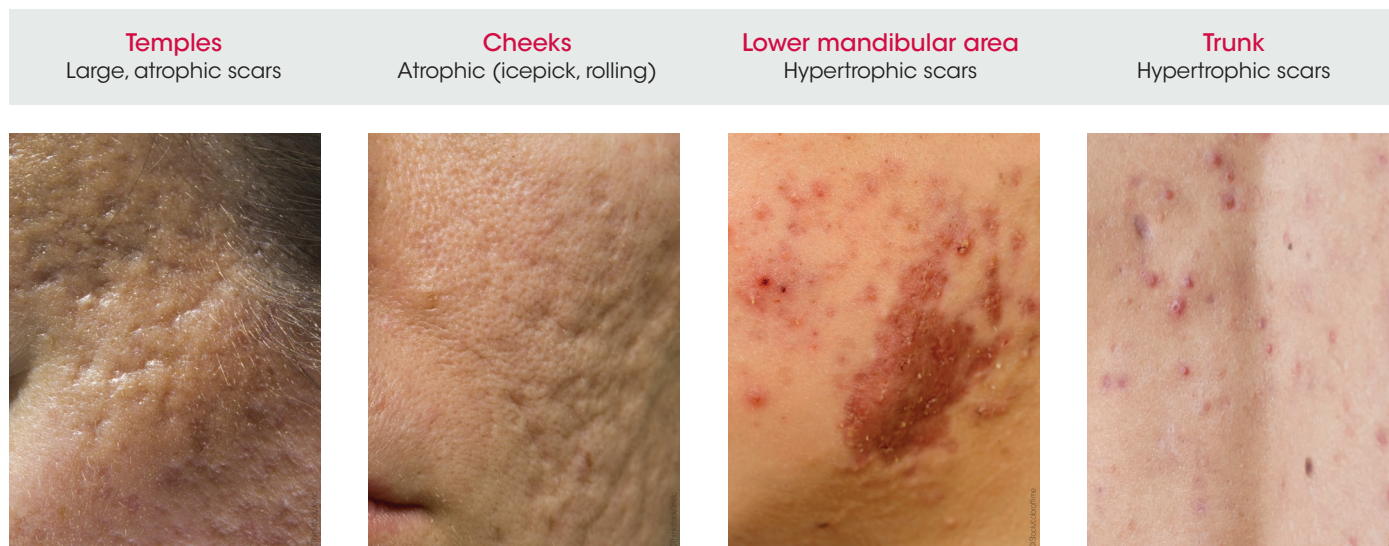 Temples
Large, atrophic scars
Cheeks
Atrophic (icepick, rolling)
Lower mandibular area
Hypertrophic scars
Trunk
Hypertrophic scars